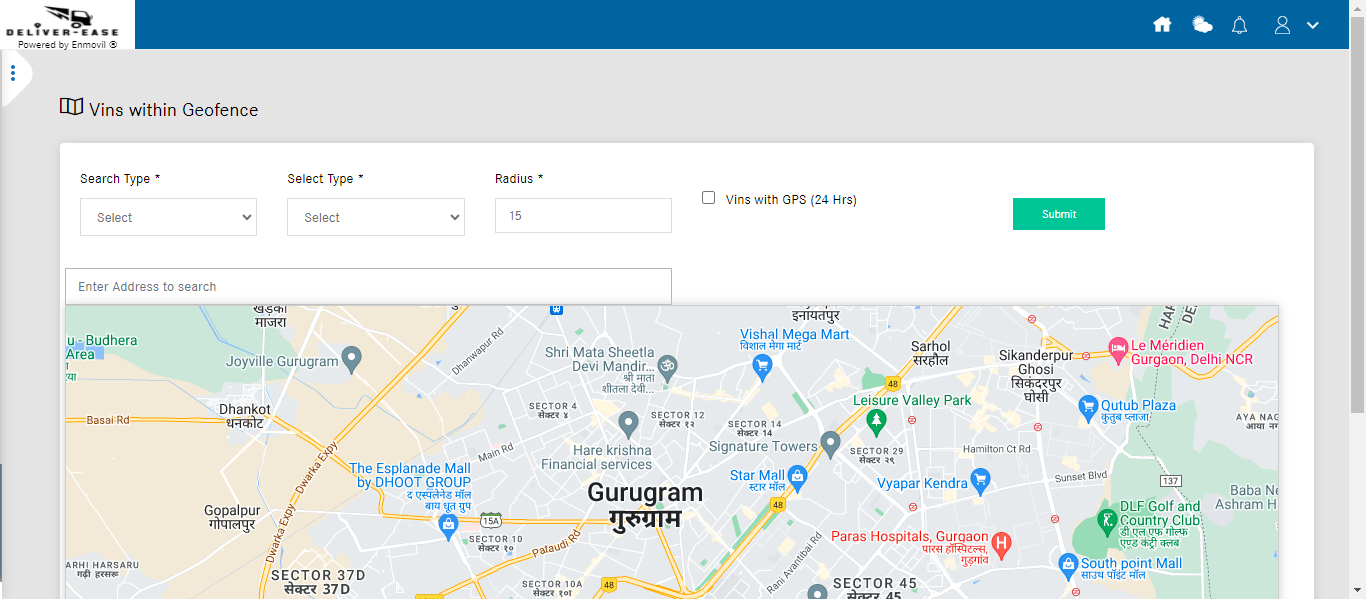 DELIVER-EASE
Powered by Enmovil ®
Vins within Geofence
Search Type *
Select Type *
Radius *
Select
Select
15
Vins with GPS (24 Hrs)
Submit
Enter Address to search
माजरा
u - Budhera
Area
Joyville Gurugram
Dhanwapur Rd
Shri Mata Sheetla
Devi Mandir...
श्री माता
शीतला देवी...
इनायतपुर
Vishal Mega Mart
विशाल मेगा मार्ट
Sarhol
सरहौल
Sikanderpur
Ghosi
सिकंदरपुर
घोसी
Le Méridien
Gurgaon, Delhi NCR
48
Dhankot
धनकोट
Basai Rd
SECTOR 4
सेक्टर ४
SECTOR 12
सेक्टर १२
SECTOR 14
सेक्टर 14
Leisure Valley Park
Qutub Plaza
कुतुब प्लाजा
AYA NAG
आया नग
Hare krishna
Financial services
Main Rd
Signature Towers
SECTOR 29
सेक्टर २९
Hamilton Ct Rd
Dwarka Expy
The Esplanade Mall
by DHOOT GROUP
द एस्प्लेनेड मॉल
बाय धूत ग्रुप
Star Mall
स्टार मॉल
Vyapar Kendra
Sunset Blvd
137
Gurugram
गुरुग्राम
48
Baba Ne
Ashram H
Gopalpur
गोपालपुर
15A
DLF Golf and
Country Club
डी एल एफ गोल्फ
एण्ड कंट्री क्लब
Dwarka Expy
SECTOR 10
सेक्टर १०
Pataudi Rd
Paras Hospitals, Gurgaon
पारस हॉस्पिटल्स,
गुड़गांव
Rani Avantibai Rd
ARHI HARSARU
गढ़ी हरसरू
SECTOR 37D
सेक्टर 37D
SECTOR 10A
सेक्टर १०१
48
SECTOR 45
सेक्टर 45
South point Mall
साउथ पॉइंट मॉल